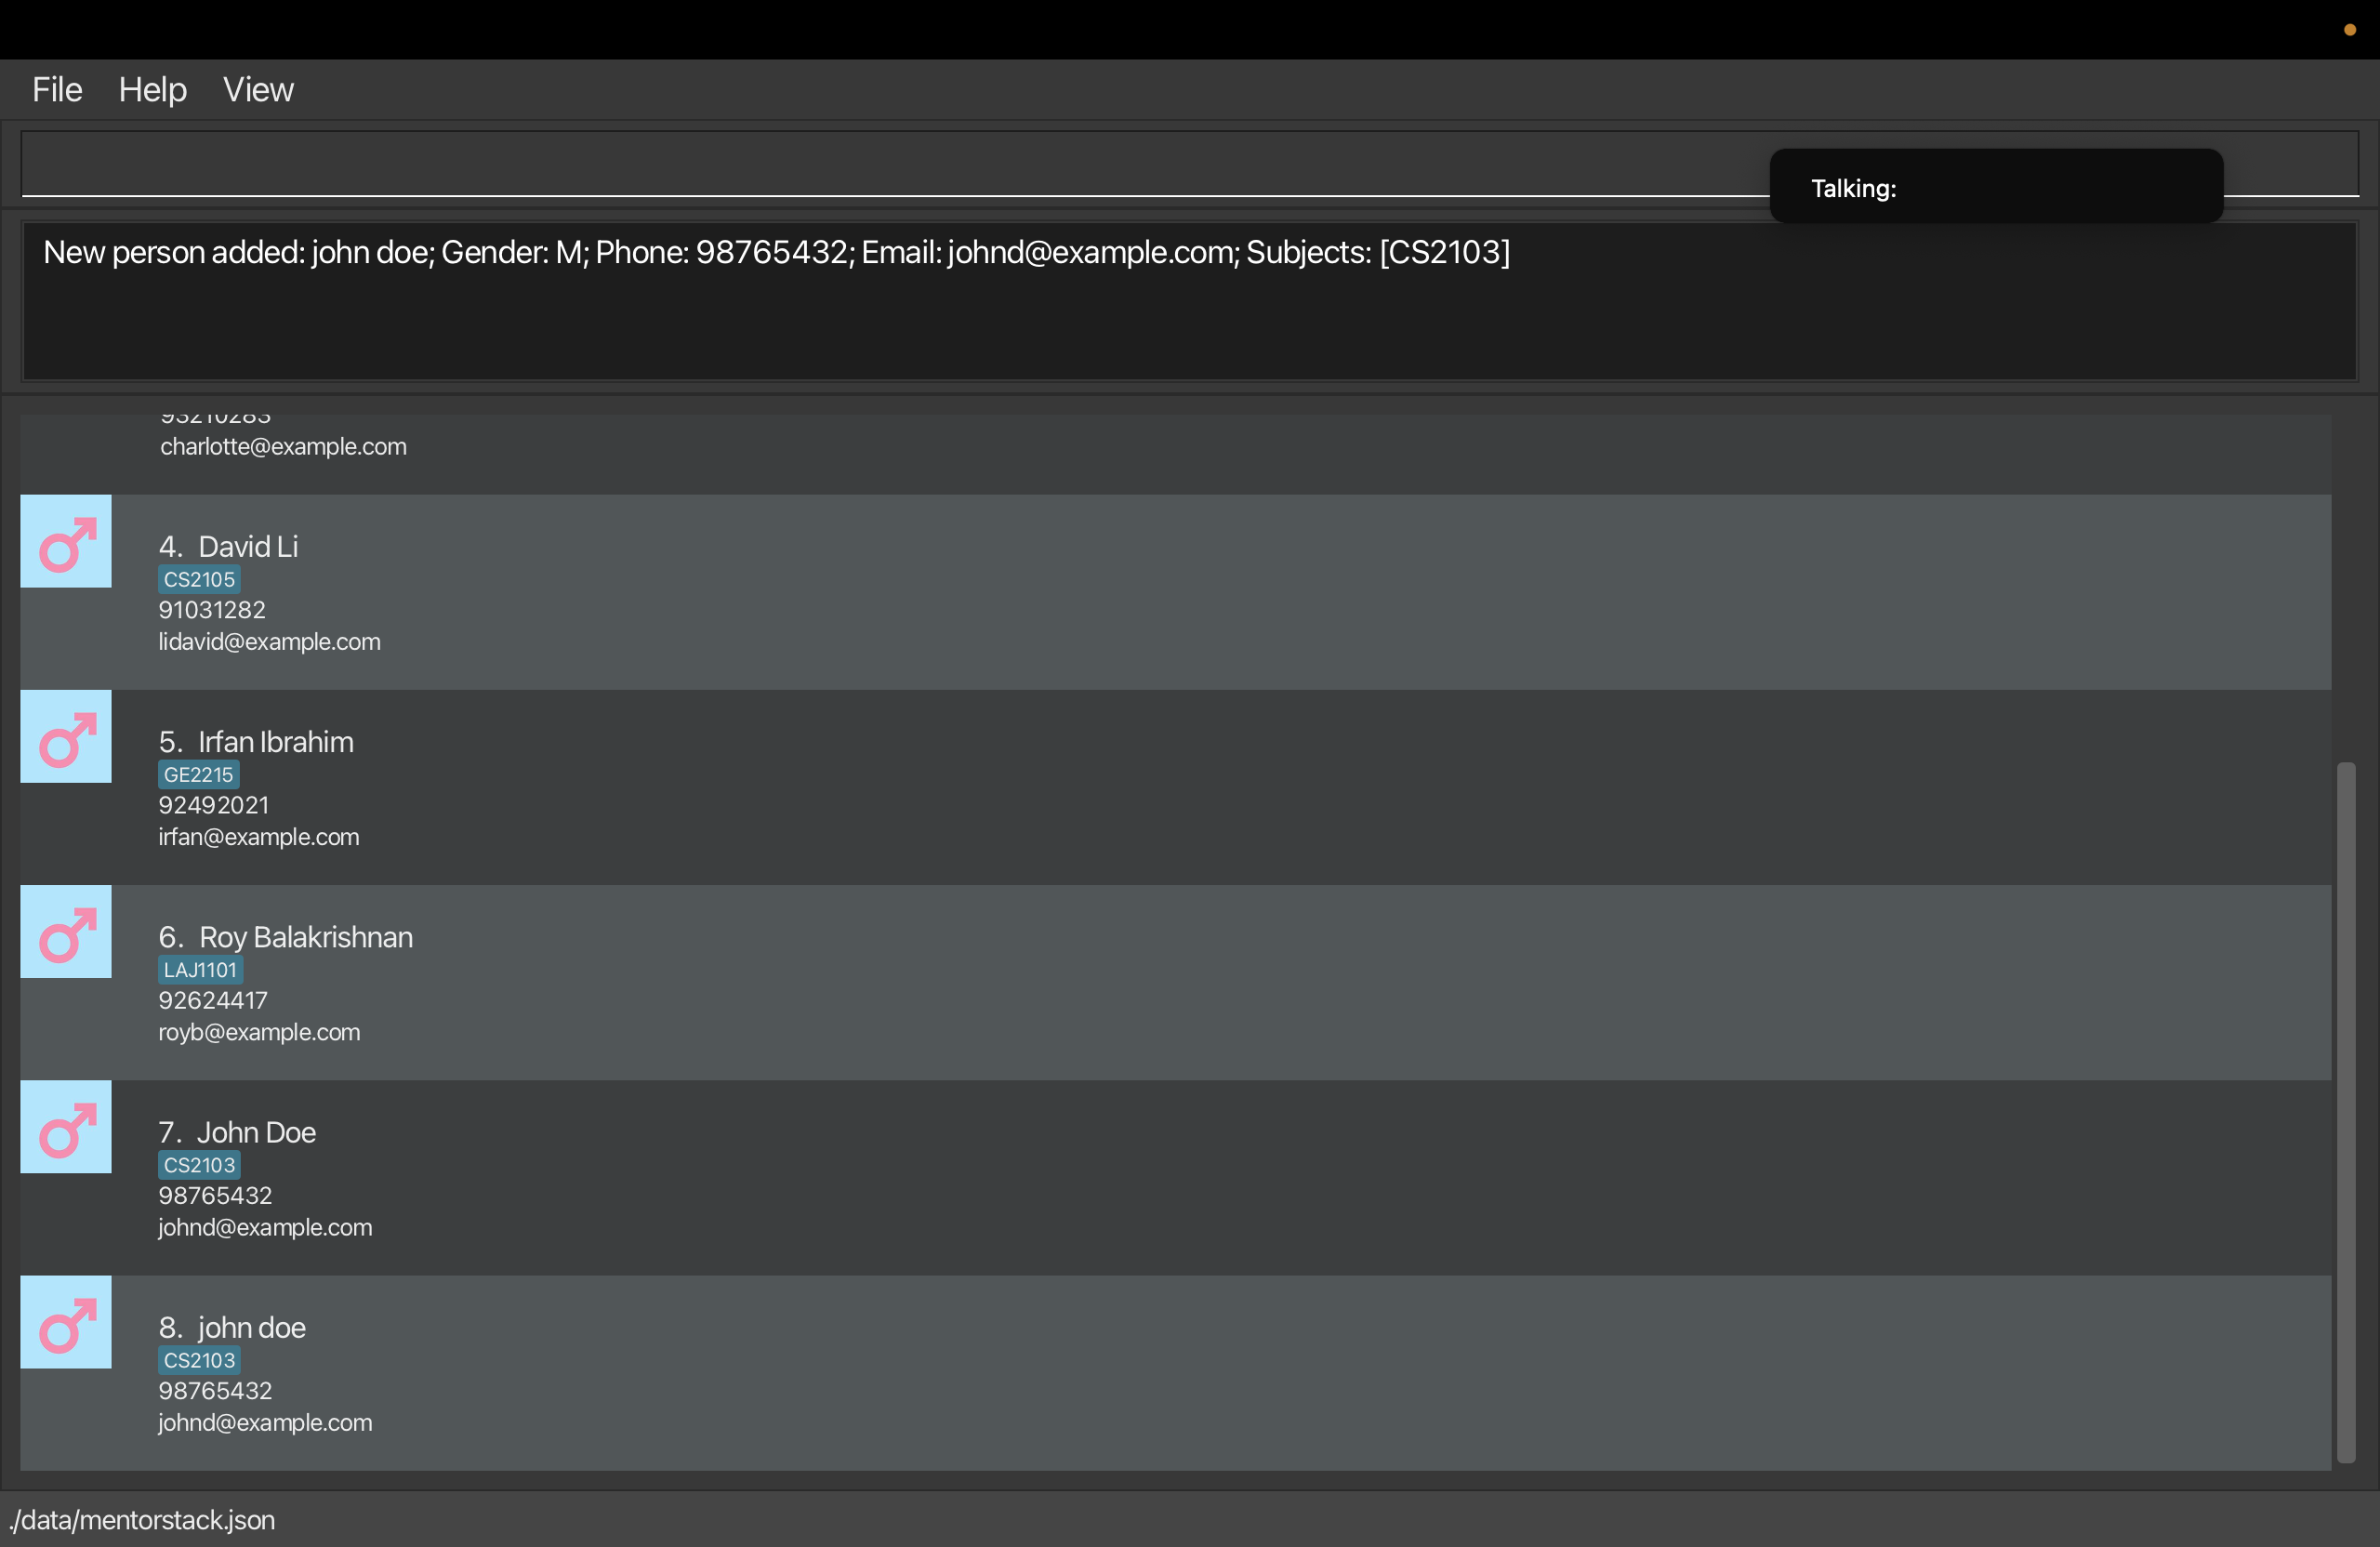 File Help View
Talking:
New person added: john doe; Gender: M; Phone: 98765432; Email: johnd@example.com; Subjects: [CS2103]
93210283
charlotte@example.com
4. David Li
CS2105
91031282
lidavid@example.com
5. Irfan Ibrahim
GE2215
92492021
irfan@example.com
6. Roy Balakrishnan
LAJ1101
92624417
royb@example.com
7. John Doe
CS2103
98765432
johnd@example.com
8. john doe
CS2103
98765432
johnd@example.com
./data/mentorstack.json